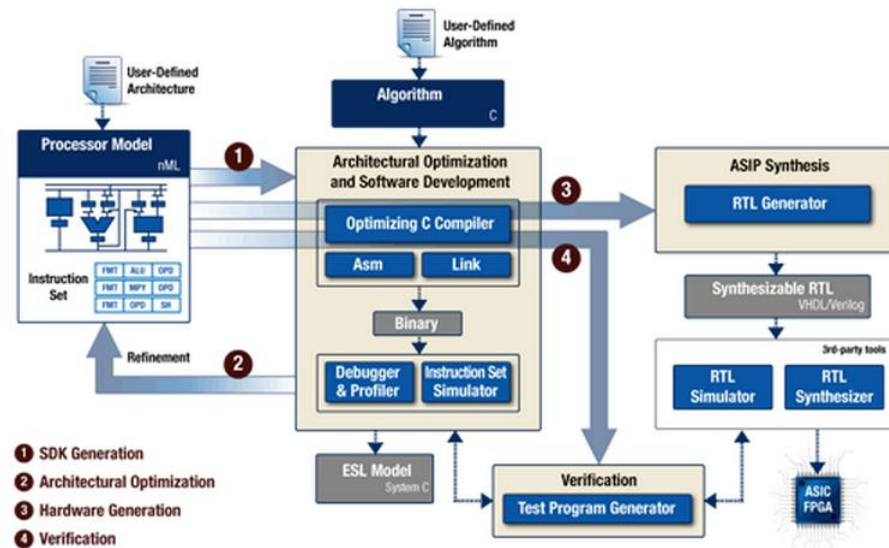 User-Defined
Algorithm
User-Defined
Architecture
Algorithm
C
Processor Model
nML
1
Architectural Optimization
and Software Development
3
ASIP Synthesis
RTL Generator
Optimizing C Compiler
4
Asm
Link
Instruction
Set
FMT ALU OPD
FMT MPY OPD
FMT OPD SH
Synthesizable RTL
VHDL/Verilog
Binary
Refinement
2
Debugger
& Profiler
Instruction Set
Simulator
3rd-party tools
RTL
Simulator
RTL
Synthesizer
1 SDK Generation
2 Architectural Optimization
3 Hardware Generation
4 Verification
ESL Model
System C
Verification
Test Program Generator
ASIC
FPGA